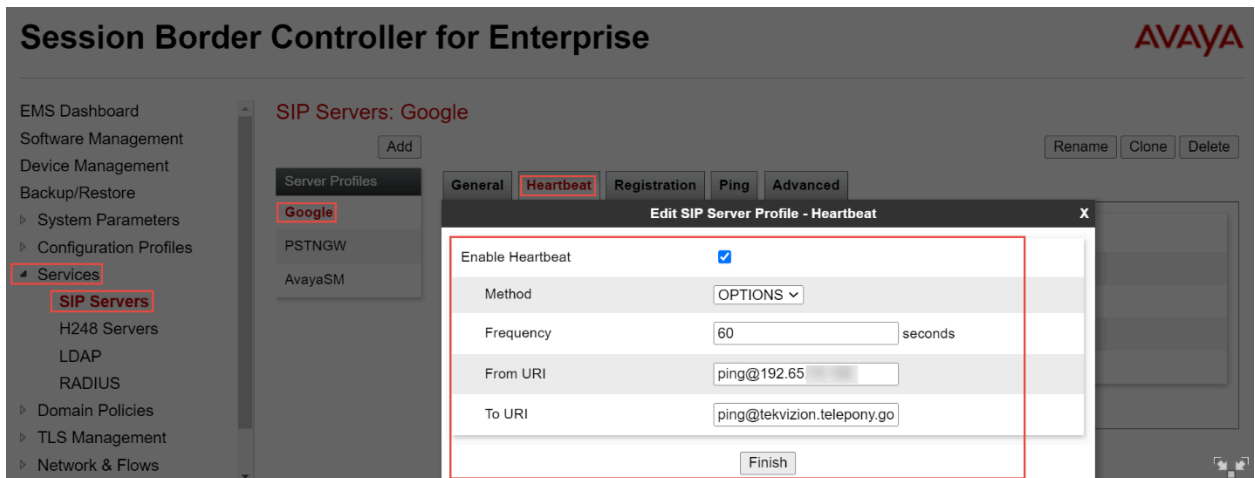 Session Border Controller for Enterprise
AVAYA
EMS Dashboard
Software Management
Device Management
Backup/Restore
System Parameters
Configuration Profiles
Services
SIP Servers
H248 Servers
LDAP
RADIUS
Domain Policies
TLS Management
Network & Flows
SIP Servers: Google
Add
Rename Clone Delete
Server Profiles
Google
PSTNGW
AvayaSM
General Heartbeat Registration Ping Advanced
Edit SIP Server Profile - Heartbeat X
Enable Heartbeat
Method OPTIONS
Frequency 60 seconds
From URI ping@192.65.
To URI ping@tekvizion.telepony.go
Finish